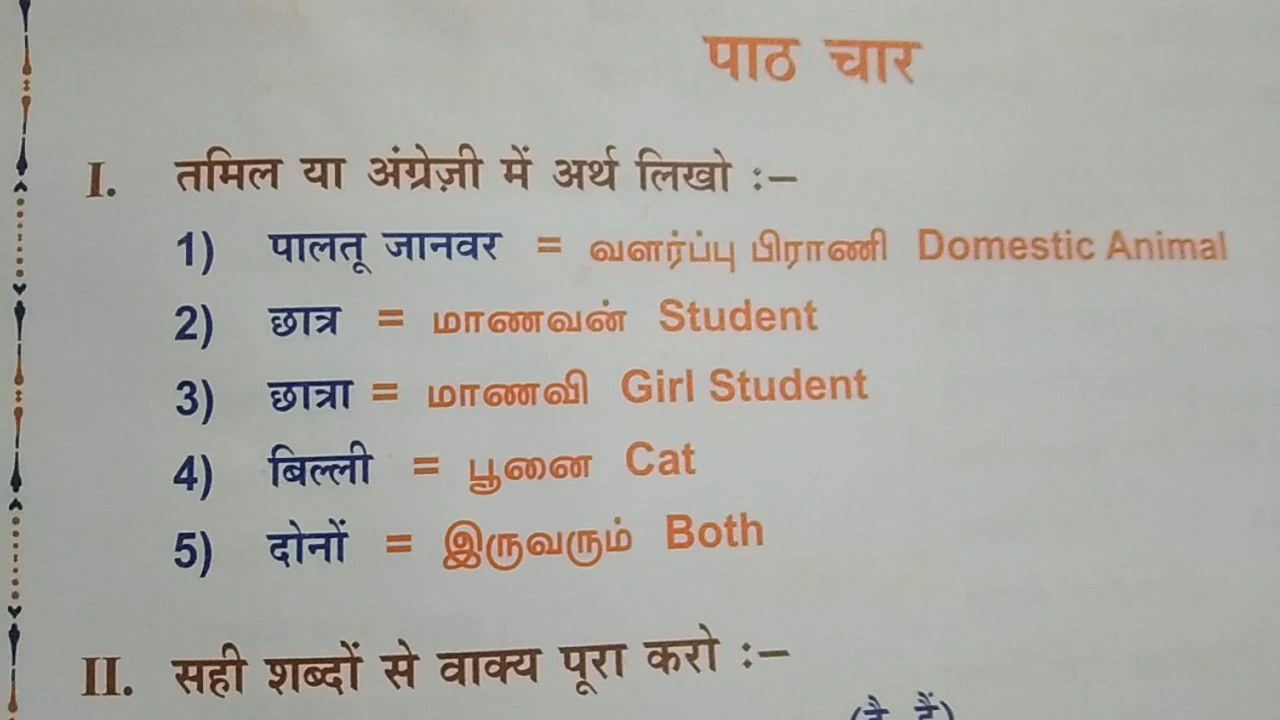 पाठ चार
I. तमिल या अंग्रेज़ी में अर्थ लिखो :–
1) पालतू जानवर = வளர்ப்பு பிராணி Domestic Animal
2) छात्र = மாணவன் Student
3) छात्रा = மாணவி Girl Student
4) बिल्ली = பூனை Cat
5) दोनों = இருவரும் Both
II. सही शब्दों से वाक्य पूरा करो :–
(है, हैं)